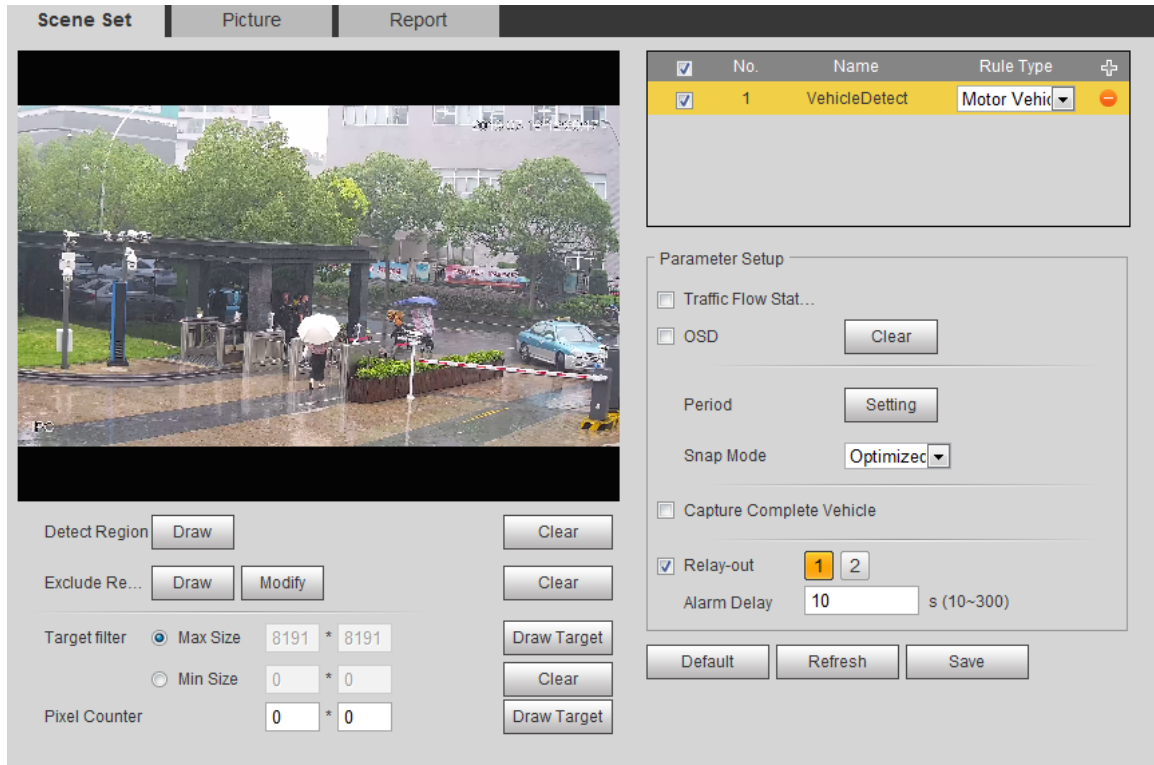 Scene Set Picture Report
No. Name Rule Type
1 VehicleDetect Motor Vehic
Parameter Setup
Traffic Flow Stat...
OSD Clear
Period Setting
Snap Mode Optimized
Capture Complete Vehicle
Relay-out 1 2
Alarm Delay 10 s (10~300)
Default Refresh Save
Detect Region Draw Clear
Exclude Re... Draw Modify Clear
Target filter Max Size 8191 * 8191 Draw Target
Min Size 0 * 0 Clear
Pixel Counter 0 * 0 Draw Target